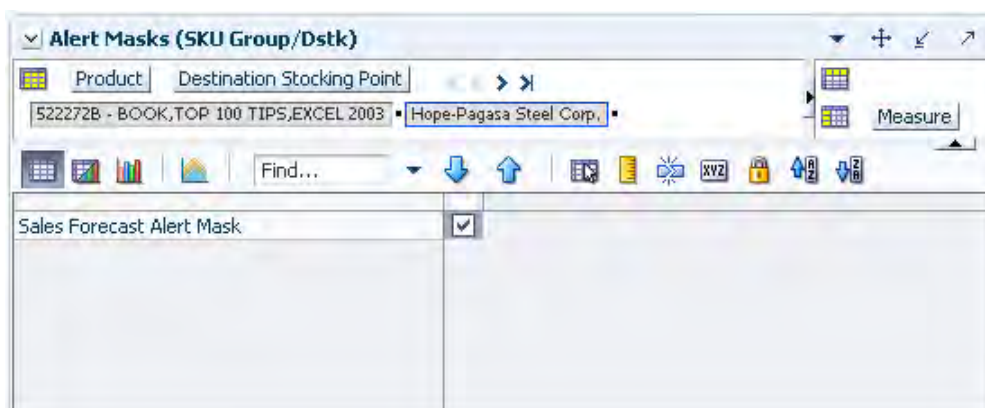 Alert Masks (SKU Group/Dstk)
Product Destination Stocking Point
522272B - BOOK,TOP 100 TIPS,EXCEL 2003 Hope-Pagasa Steel Corp.
Measure
Find...
XYZ
A Z
Z A
Sales Forecast Alert Mask